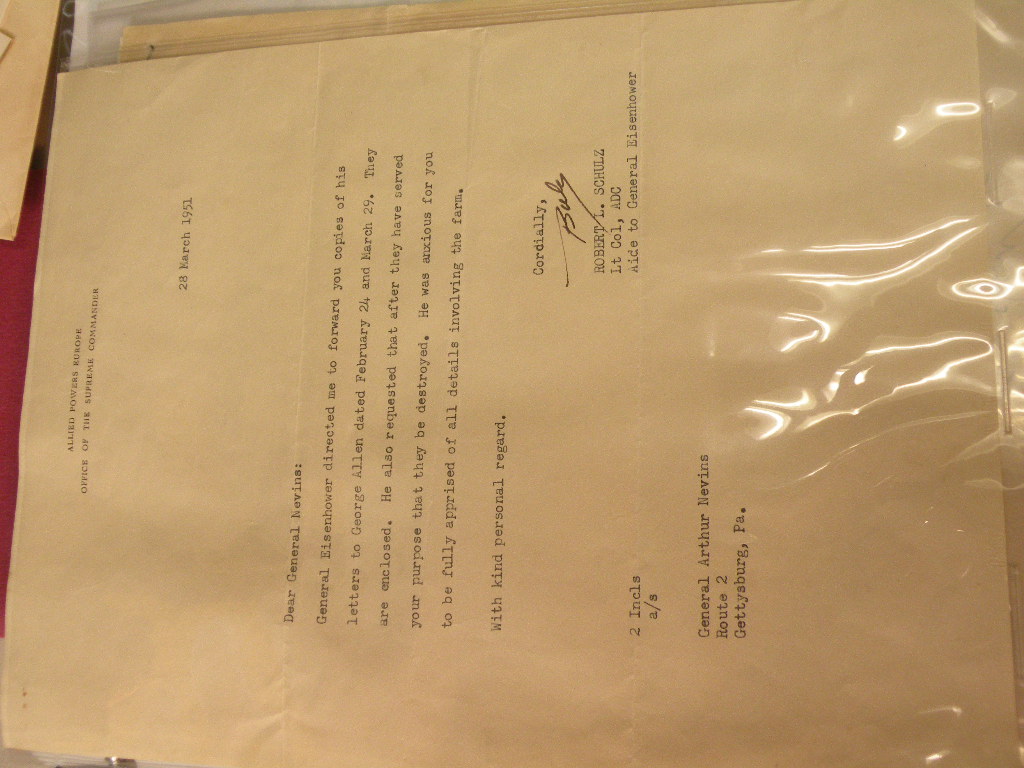 ALLIED POWERS EUROPE
OFFICE OF THE SUPREME COMMANDER
28 March 1951
Dear General Nevins:
General Eisenhower directed me to forward you copies of his
letters to George Allen dated February 24 and March 29. They
are enclosed. He also requested that after they have served
your purpose that they be destroyed. He was anxious for you
to be fully apprised of all details involving the farm.
With kind personal regard.
Cordially,
ROBERT L. SCHULZ
Lt Col, ADC
Aide to General Eisenhower
2 Incls
a/s
General Arthur Nevins
Route 2
Gettysburg, Pa.